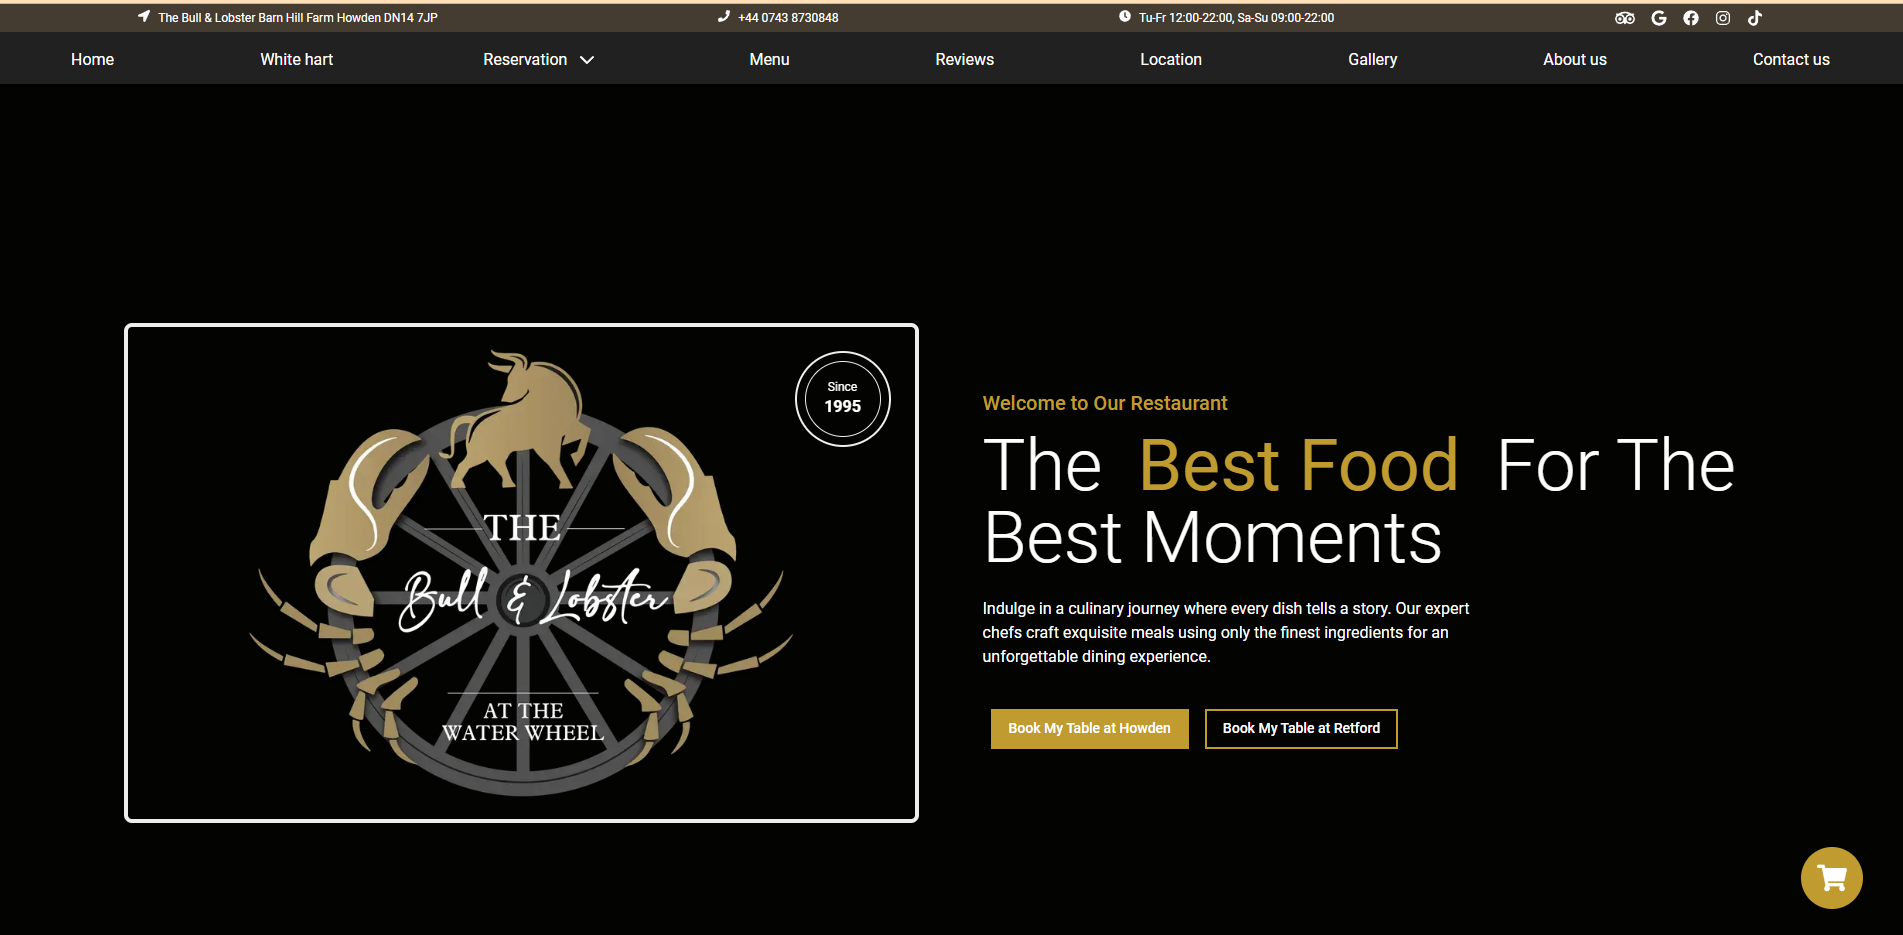 The Bull & Lobster Barn Hill Farm Howden DN14 7JP
+44 0743 8730848
Tu-Fr 12:00-22:00, Sa-Su 09:00-22:00
Home
White hart
Reservation
Menu
Reviews
Location
Gallery
About us
Contact us
Since
1995
THE
Bull & Lobster
AT THE
WATER WHEEL
Welcome to Our Restaurant
The Best Food For The
Best Moments
Indulge in a culinary journey where every dish tells a story. Our expert
chefs craft exquisite meals using only the finest ingredients for an
unforgettable dining experience.
Book My Table at Howden
Book My Table at Retford